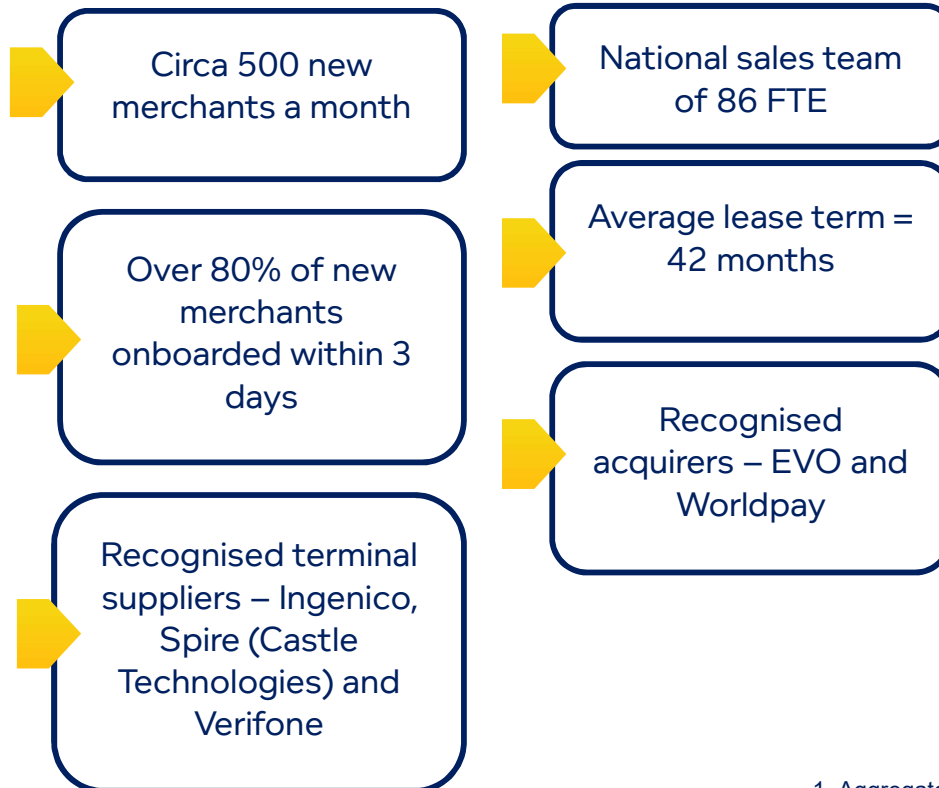 Circa 500 new
merchants a month
Over 80% of new
merchants
onboarded within 3
days
Recognised terminal
suppliers – Ingenico,
Spire (Castle
Technologies) and
Verifone
National sales team
of 86 FTE
Average lease term =
42 months
Recognised
acquirers – EVO and
Worldpay
1. Aggregate